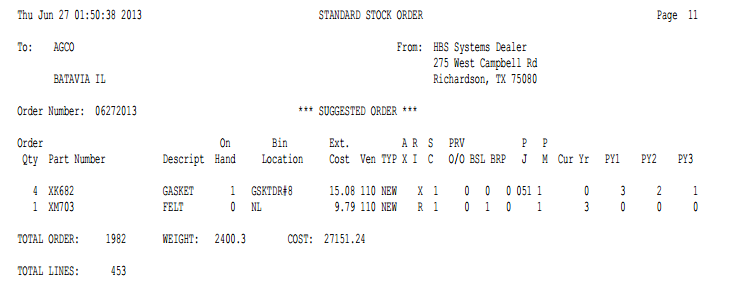 Thu Jun 27 01:50:38 2013 STANDARD STOCK ORDER Page 11
To: AGCO From: HBS Systems Dealer
275 West Campbell Rd
BATAVIA IL Richardson, TX 75080
Order Number: 06272013 *** SUGGESTED ORDER ***
Order On Bin Ext. A R S PRV P P
Qty Part Number Descript Hand Location Cost Ven TYP X I C O/O BSL BRP J M Cur Yr PY1 PY2 PY3
4 XK682 GASKET 1 GSKTDR#8 15.08 110 NEW X 1 0 0 0 051 1 0 3 2 1
1 XM703 FELT 0 NL 9.79 110 NEW R 1 0 1 0 1 3 0 0 0
TOTAL ORDER: 1982 WEIGHT: 2400.3 COST: 27151.24
TOTAL LINES: 453